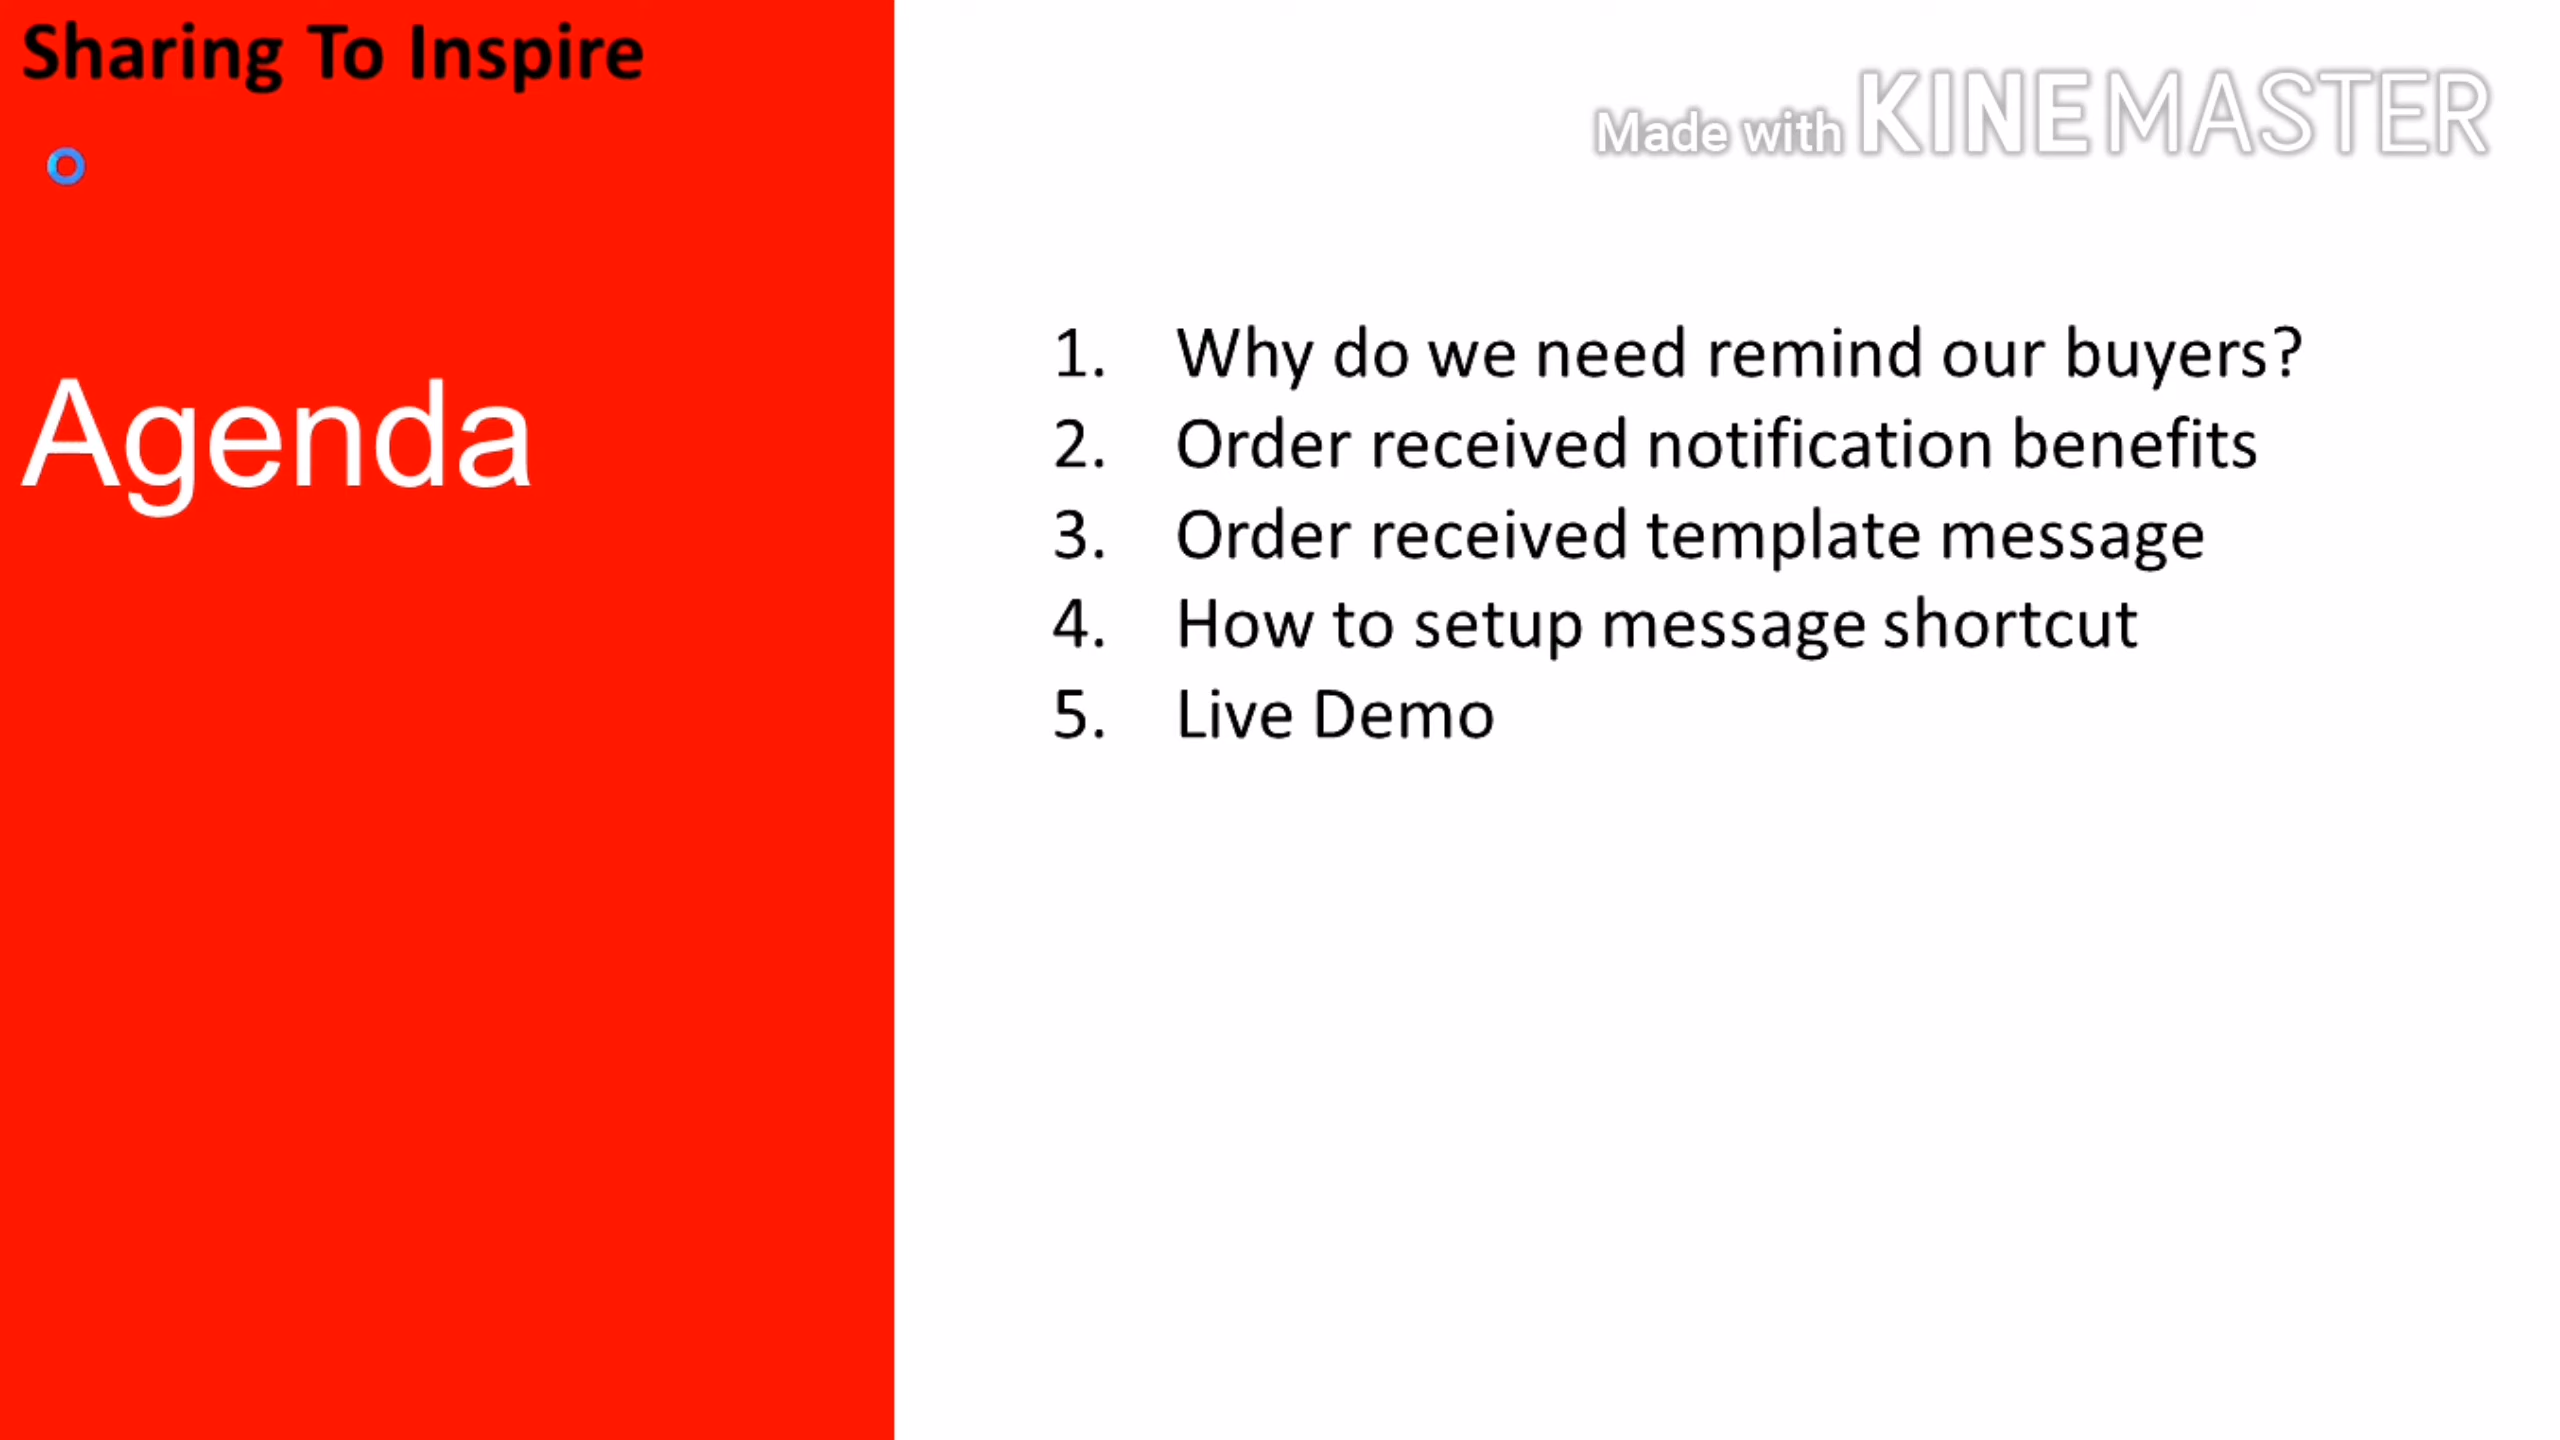 Sharing To Inspire
Made with KINEMASTER
Agenda
1. Why do we need remind our buyers?
2. Order received notification benefits
3. Order received template message
4. How to setup message shortcut
5. Live Demo